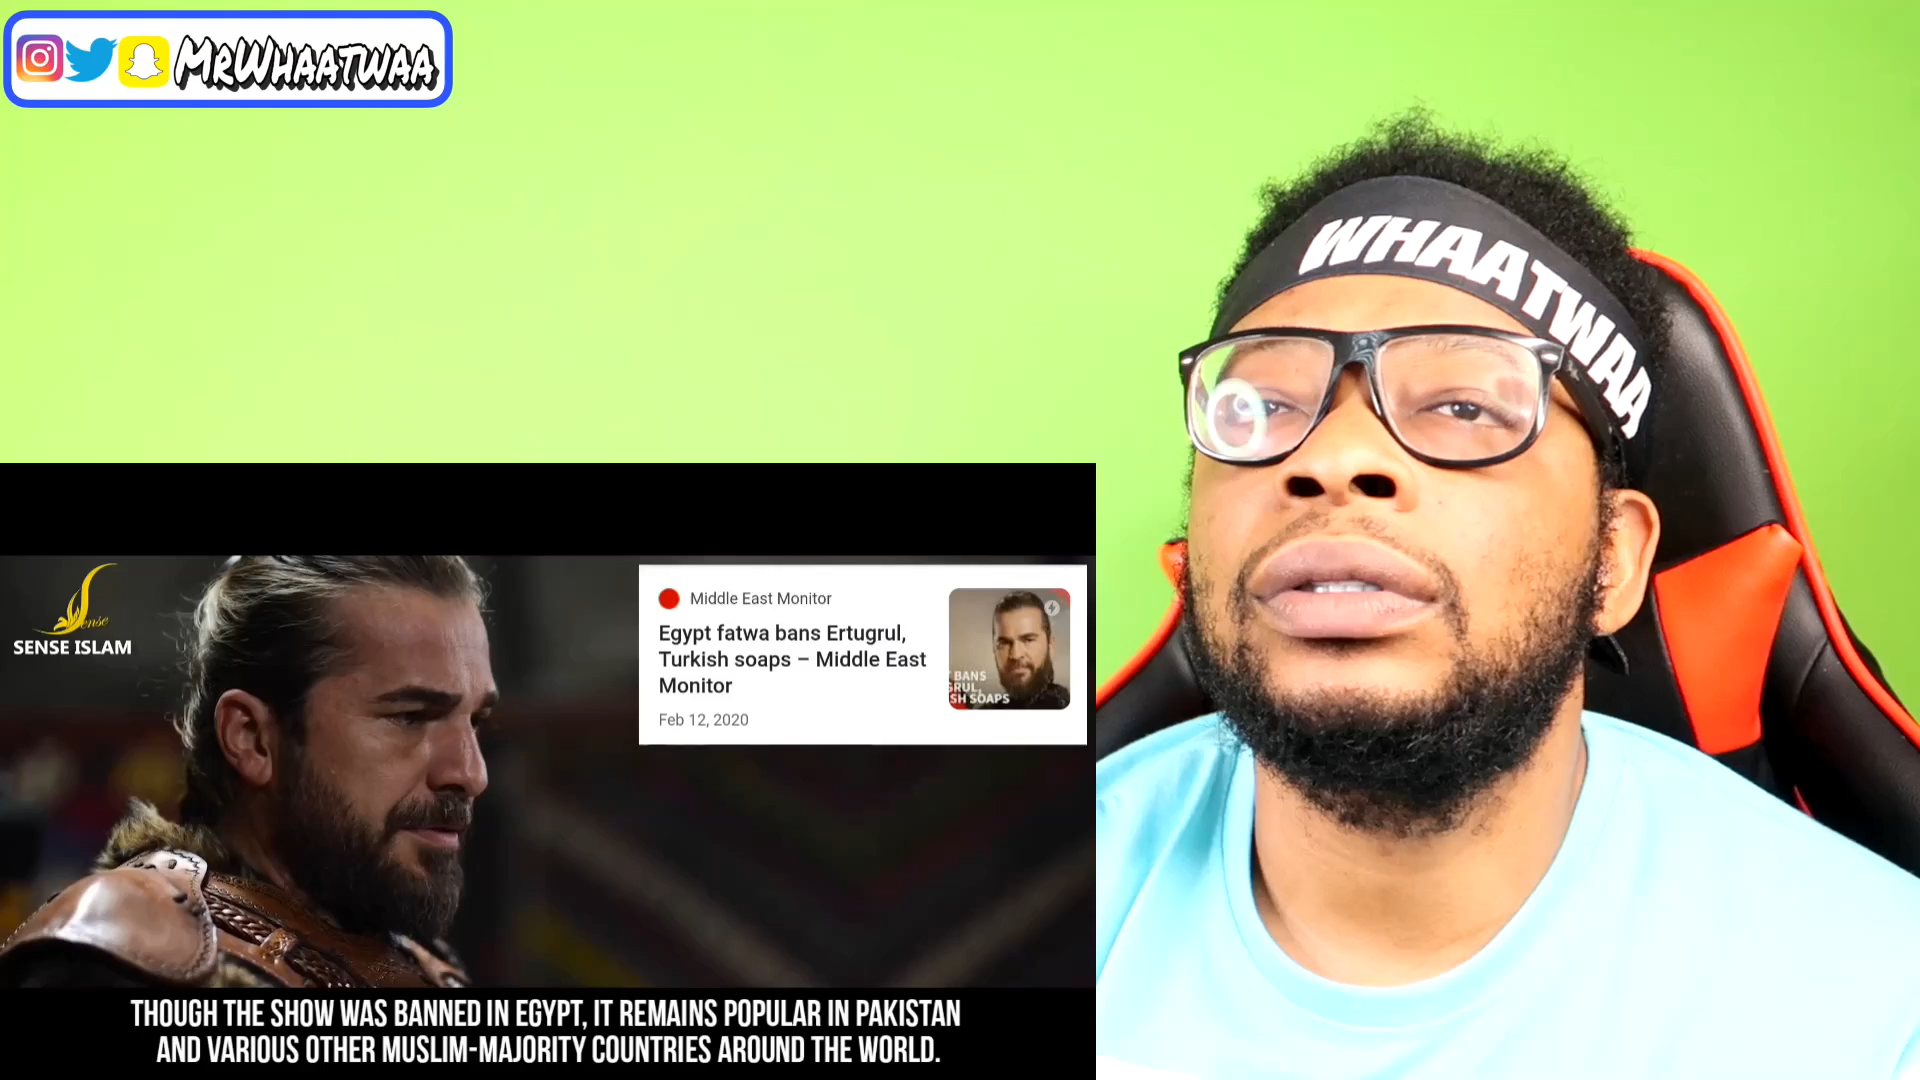 MRWHAATWAA
WHAATWAA
ense
SENSE ISLAM
Middle East Monitor
Egypt fatwa bans Ertugrul,
Turkish soaps – Middle East
Monitor
Feb 12, 2020
BANS
GRUL,
SH SOAPS
THOUGH THE SHOW WAS BANNED IN EGYPT, IT REMAINS POPULAR IN PAKISTAN
AND VARIOUS OTHER MUSLIM-MAJORITY COUNTRIES AROUND THE WORLD.